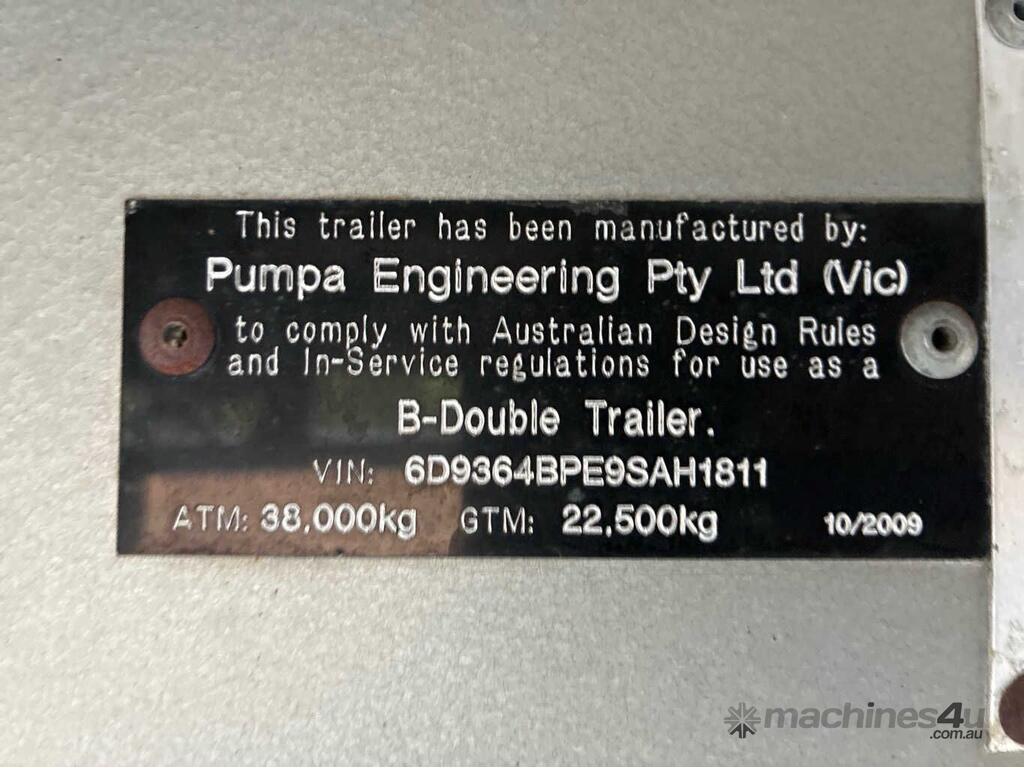 This trailer has been manufactured by:
Pumpa Engineering Pty Ltd (Vic)
to comply with Australian Design Rules
and In-Service regulations for use as a
B-Double Trailer.
VIN: 6D9364BPE9SAH1811
ATM: 38,000kg GTM: 22,500kg 10/2009
machines4u
.com.au